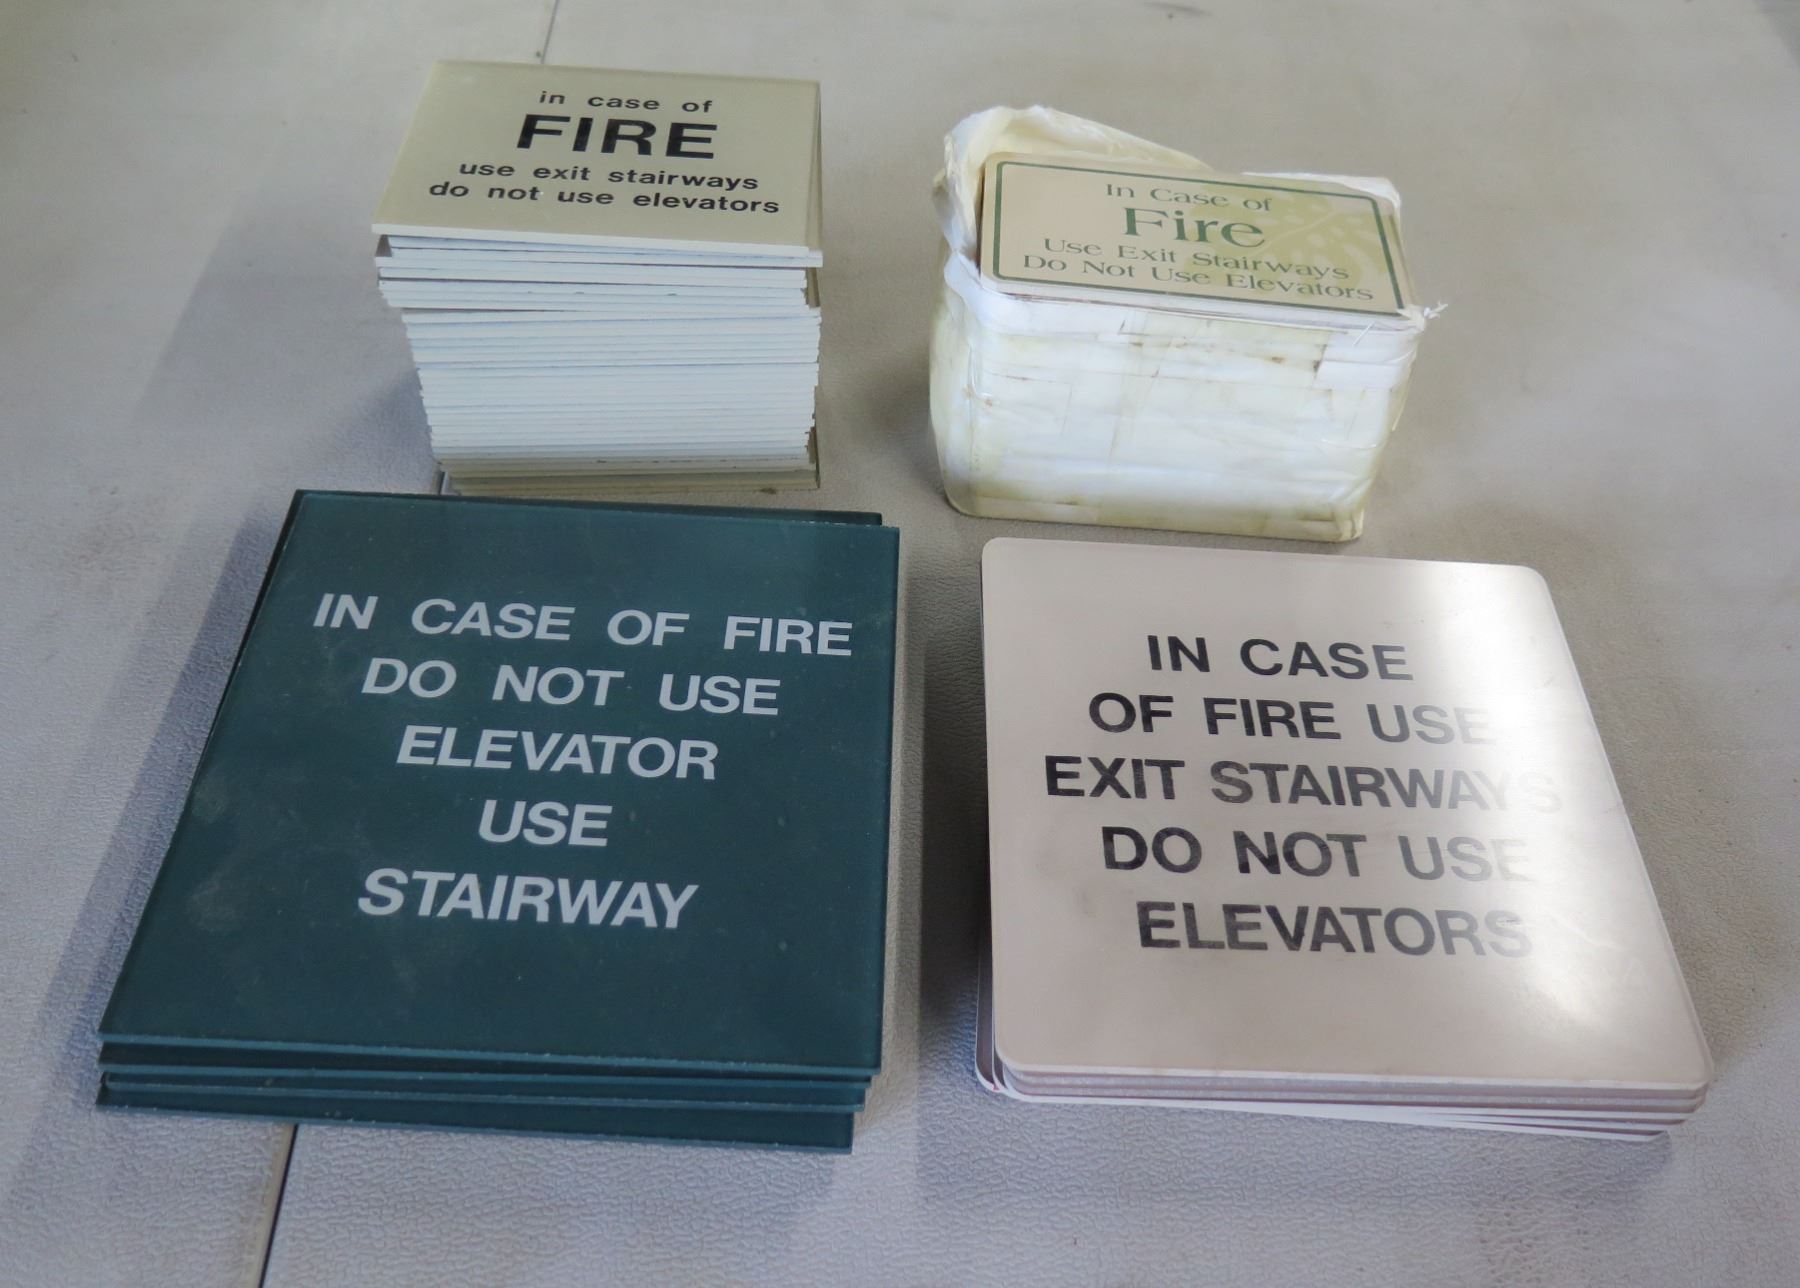 in case of
FIRE
use exit stairways
do not use elevators
In Case of
Fire
Use Exit Stairways
Do Not Use Elevators
IN CASE OF FIRE
DO NOT USE
ELEVATOR
USE
STAIRWAY
IN CASE
OF FIRE USE
EXIT STAIRWAYS
DO NOT USE
ELEVATORS